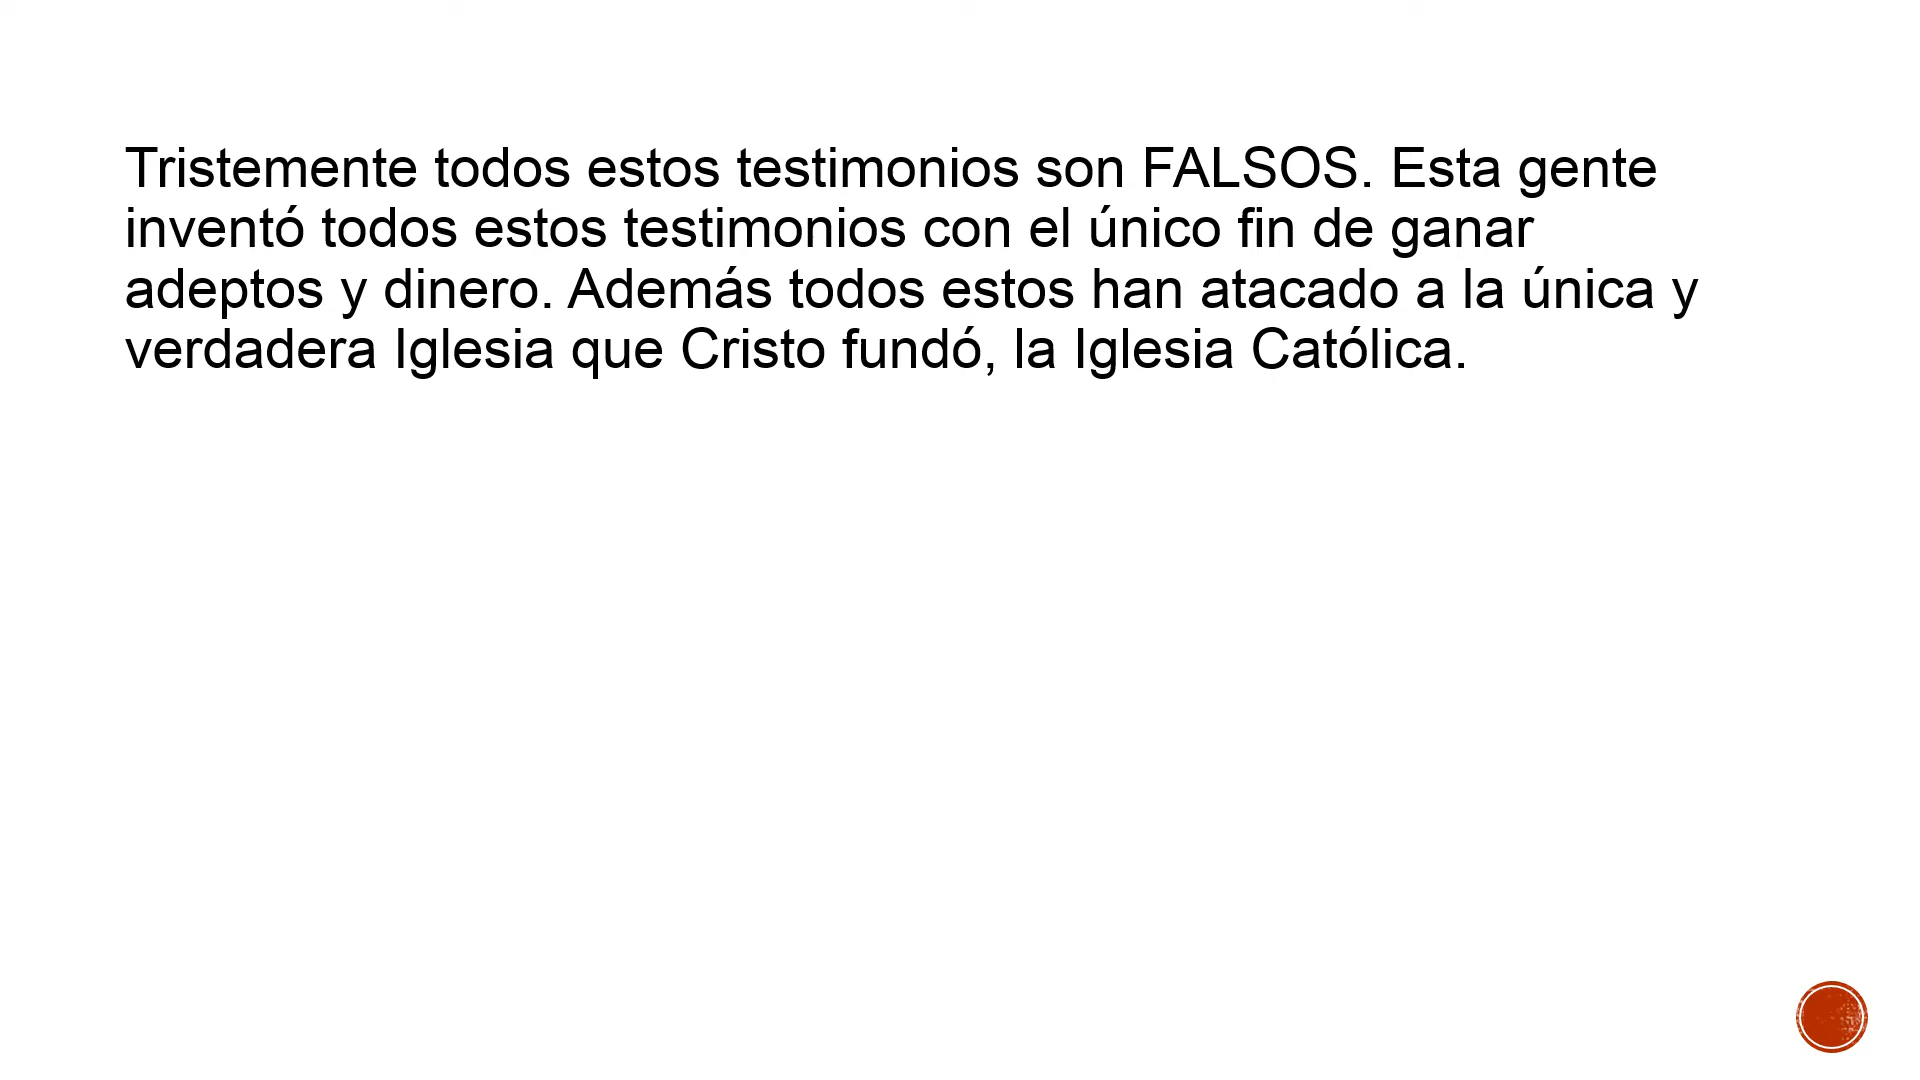 Tristemente todos estos testimonios son FALSOS. Esta gente
inventó todos estos testimonios con el único fin de ganar
adeptos y dinero. Además todos estos han atacado a la única y
verdadera Iglesia que Cristo fundó, la Iglesia Católica.